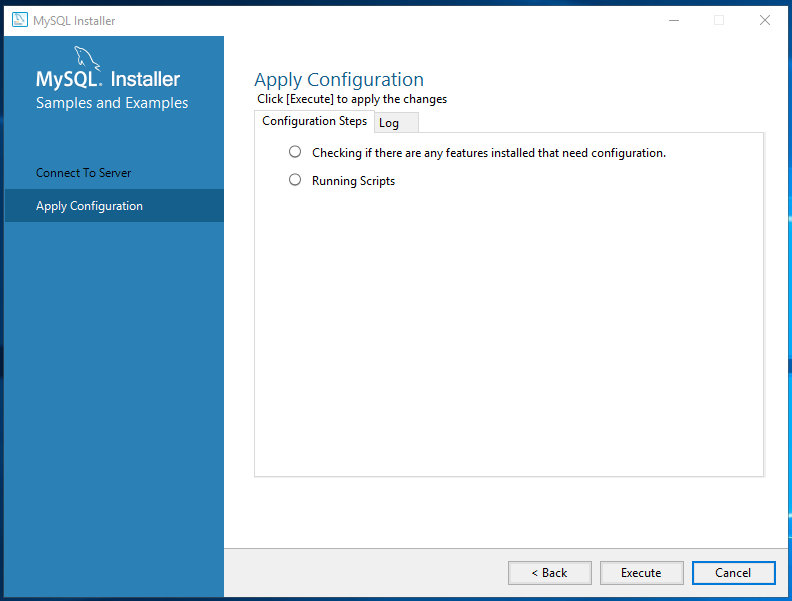 MySQL Installer
MySQL. Installer
Samples and Examples
Connect To Server
Apply Configuration
Apply Configuration
Click [Execute] to apply the changes
Configuration Steps
Log
Checking if there are any features installed that need configuration.
Running Scripts
< Back
Execute
Cancel